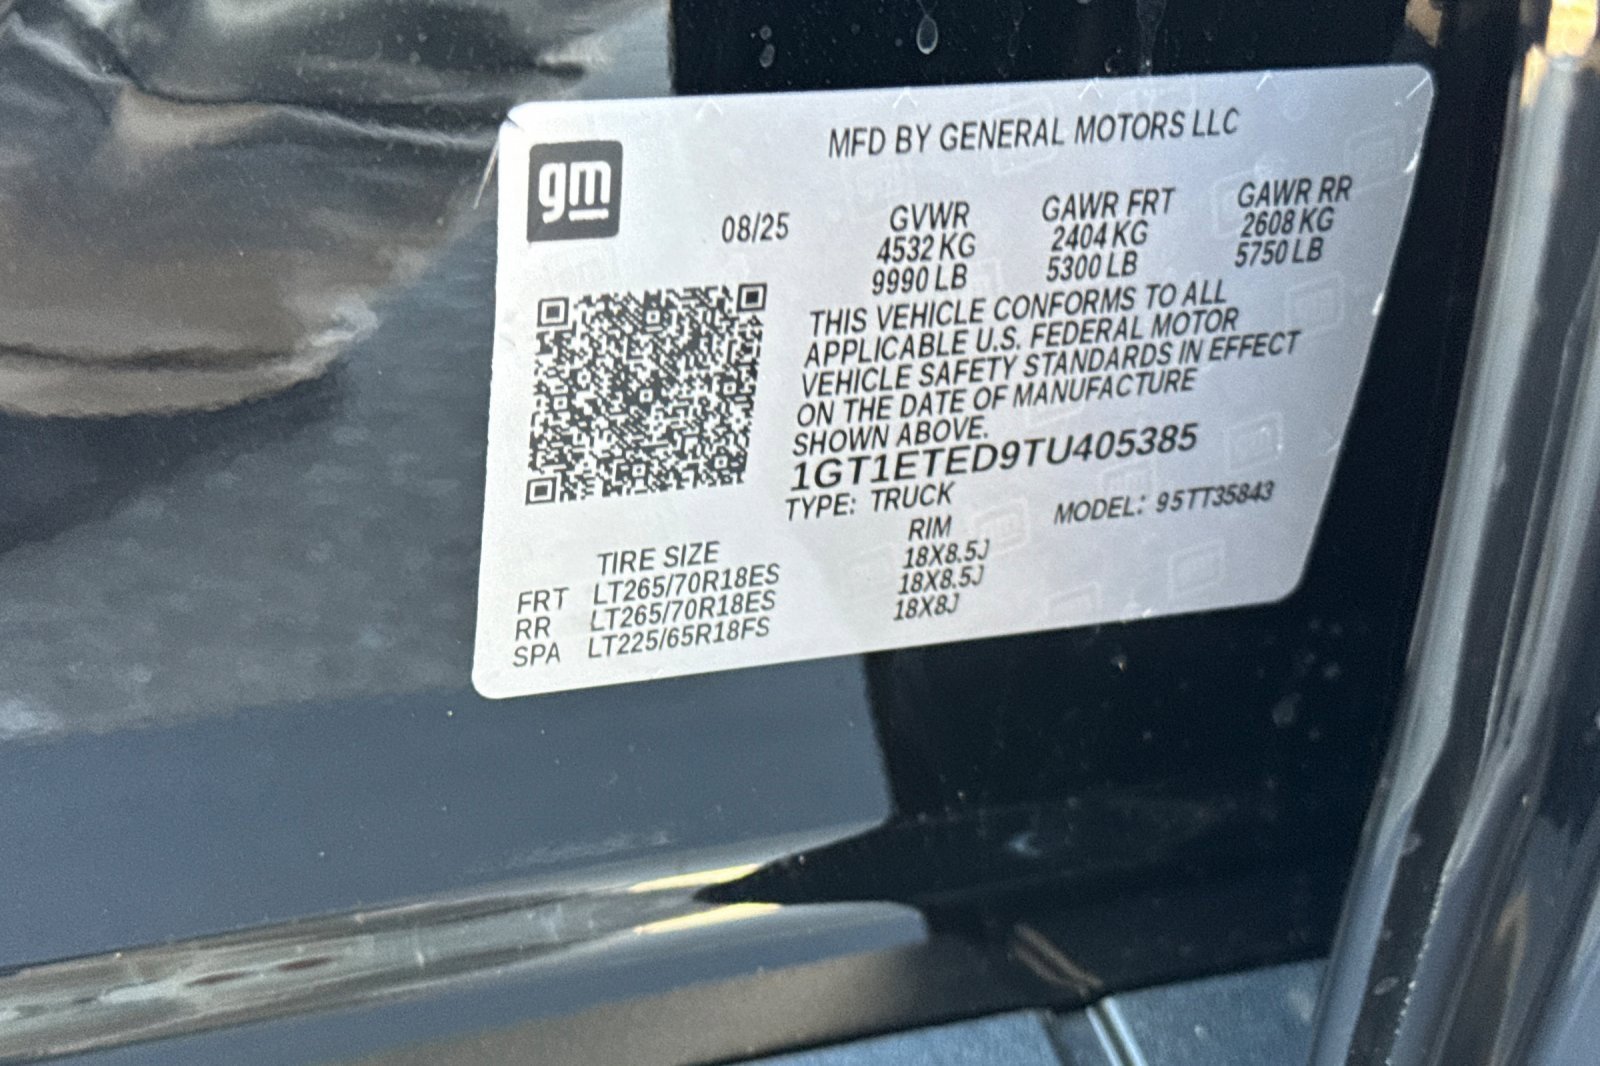 gm
MFD BY GENERAL MOTORS LLC
08/25
GVWR
4532 KG
9990 LB
GAWR FRT
2404 KG
5300 LB
GAWR RR
2608 KG
5750 LB
THIS VEHICLE CONFORMS TO ALL
APPLICABLE U.S. FEDERAL MOTOR
VEHICLE SAFETY STANDARDS IN EFFECT
ON THE DATE OF MANUFACTURE
SHOWN ABOVE.
1GT1ETED9TU405385
TYPE: TRUCK MODEL: 95TT35843
TIRE SIZE RIM
FRT LT265/70R18ES 18X8.5J
RR LT265/70R18ES 18X8.5J
SPA LT225/65R18FS 18X8J